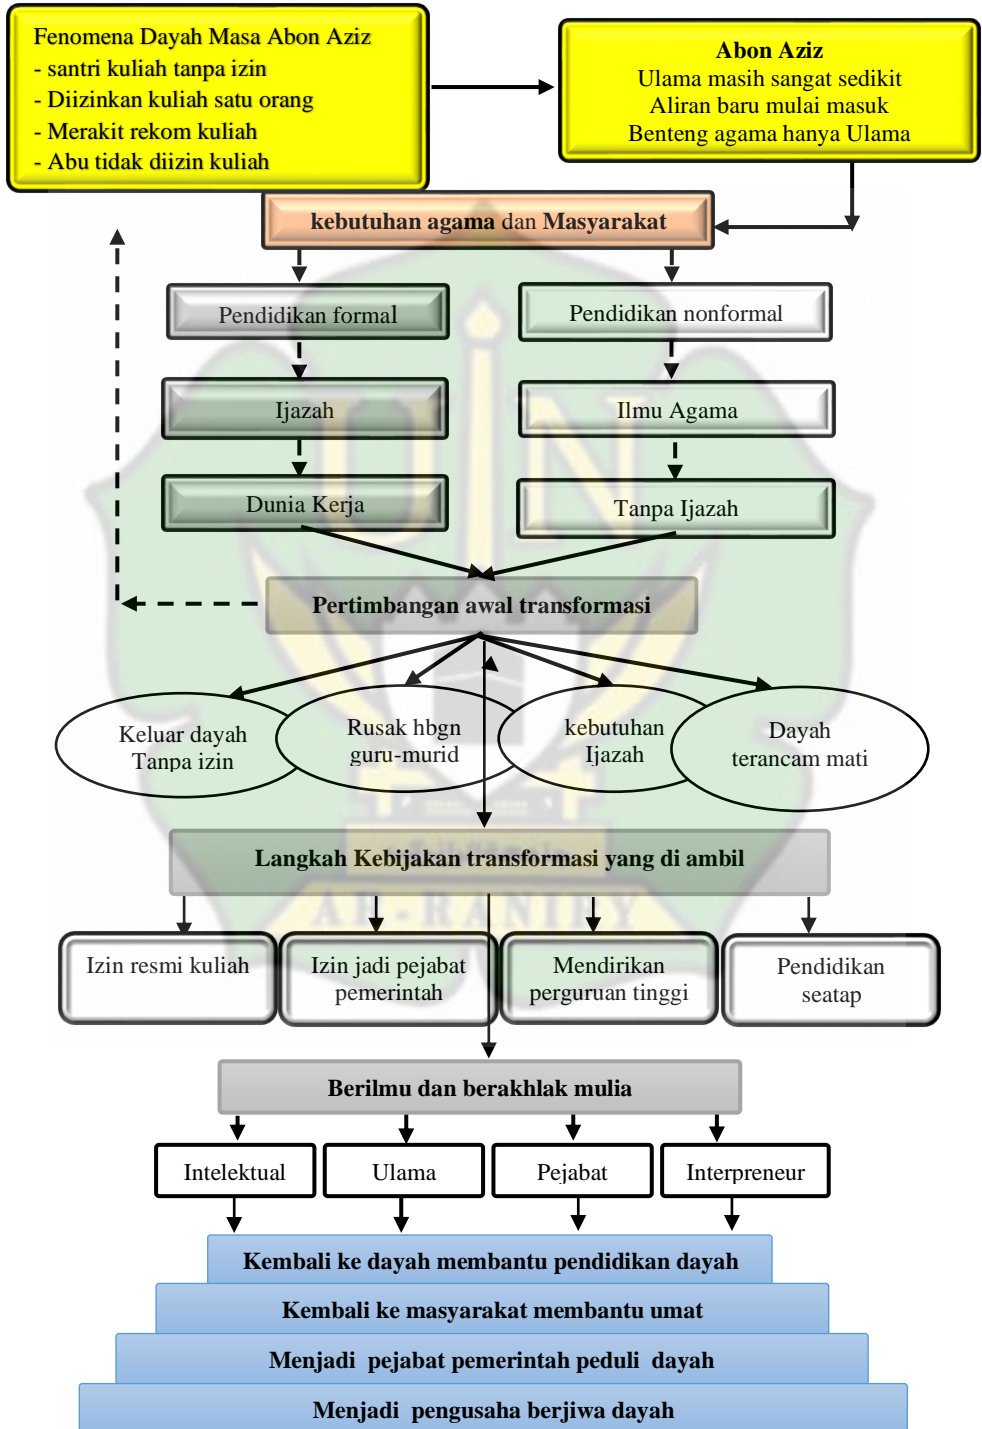 Fenomena Dayah Masa Abon Aziz
- santri kuliah tanpa izin
- Diizinkan kuliah satu orang
- Merakit rekom kuliah
- Abu tidak diizin kuliah
Abon Aziz
Ulama masih sangat sedikit
Aliran baru mulai masuk
Benteng agama hanya Ulama
kebutuhan agama dan Masyarakat
Pendidikan formal
Pendidikan nonformal
Ijazah
Ilmu Agama
Dunia Kerja
Tanpa Ijazah
Pertimbangan awal transformasi
Keluar dayah
Tanpa izin
Rusak hbgn
guru-murid
kebutuhan
Ijazah
Dayah
terancam mati
Langkah Kebijakan transformasi yang di ambil
Izin resmi kuliah
Izin jadi pejabat
pemerintah
Mendirikan
perguruan tinggi
Pendidikan
seatap
Berilmu dan berakhlak mulia
Intelektual
Ulama
Pejabat
Interpreneur
Kembali ke dayah membantu pendidikan dayah
Kembali ke masyarakat membantu umat
Menjadi  pejabat pemerintah peduli  dayah
Menjadi  pengusaha berjiwa dayah
UIN
AR-RANIRY